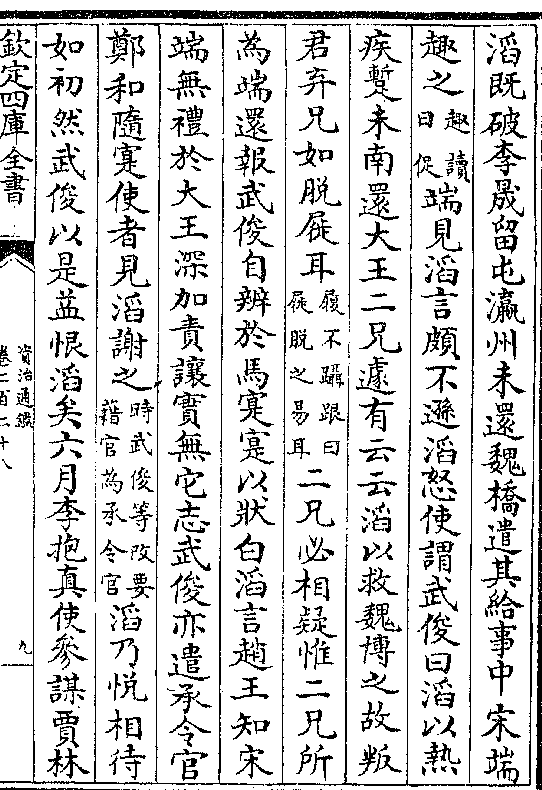 滔既破李晟留屯瀛州未還魏橋遣其給事中宋端
趣之趣讀曰促端見滔言頗不遜滔怒使謂武俊曰滔以熱
疾蹔未南還大王二兄遽有云云滔以救魏博之故叛
君弃兄如脫屣耳履不躡跟曰屣脫之易耳二兄必相疑惟二兄所
為端還報武俊自辨於馬寔寔以狀白滔言趙王知宋
端無禮於大王深加責讓實無它志武俊亦遣承令官
鄭和隨寔使者見滔謝之時武俊等改要藉官為承令官滔乃悦相待
如初然武俊以是益恨滔矣六月李抱真使參謀賈林
欽定四庫全書
資治通鑑
卷二百二十八
九